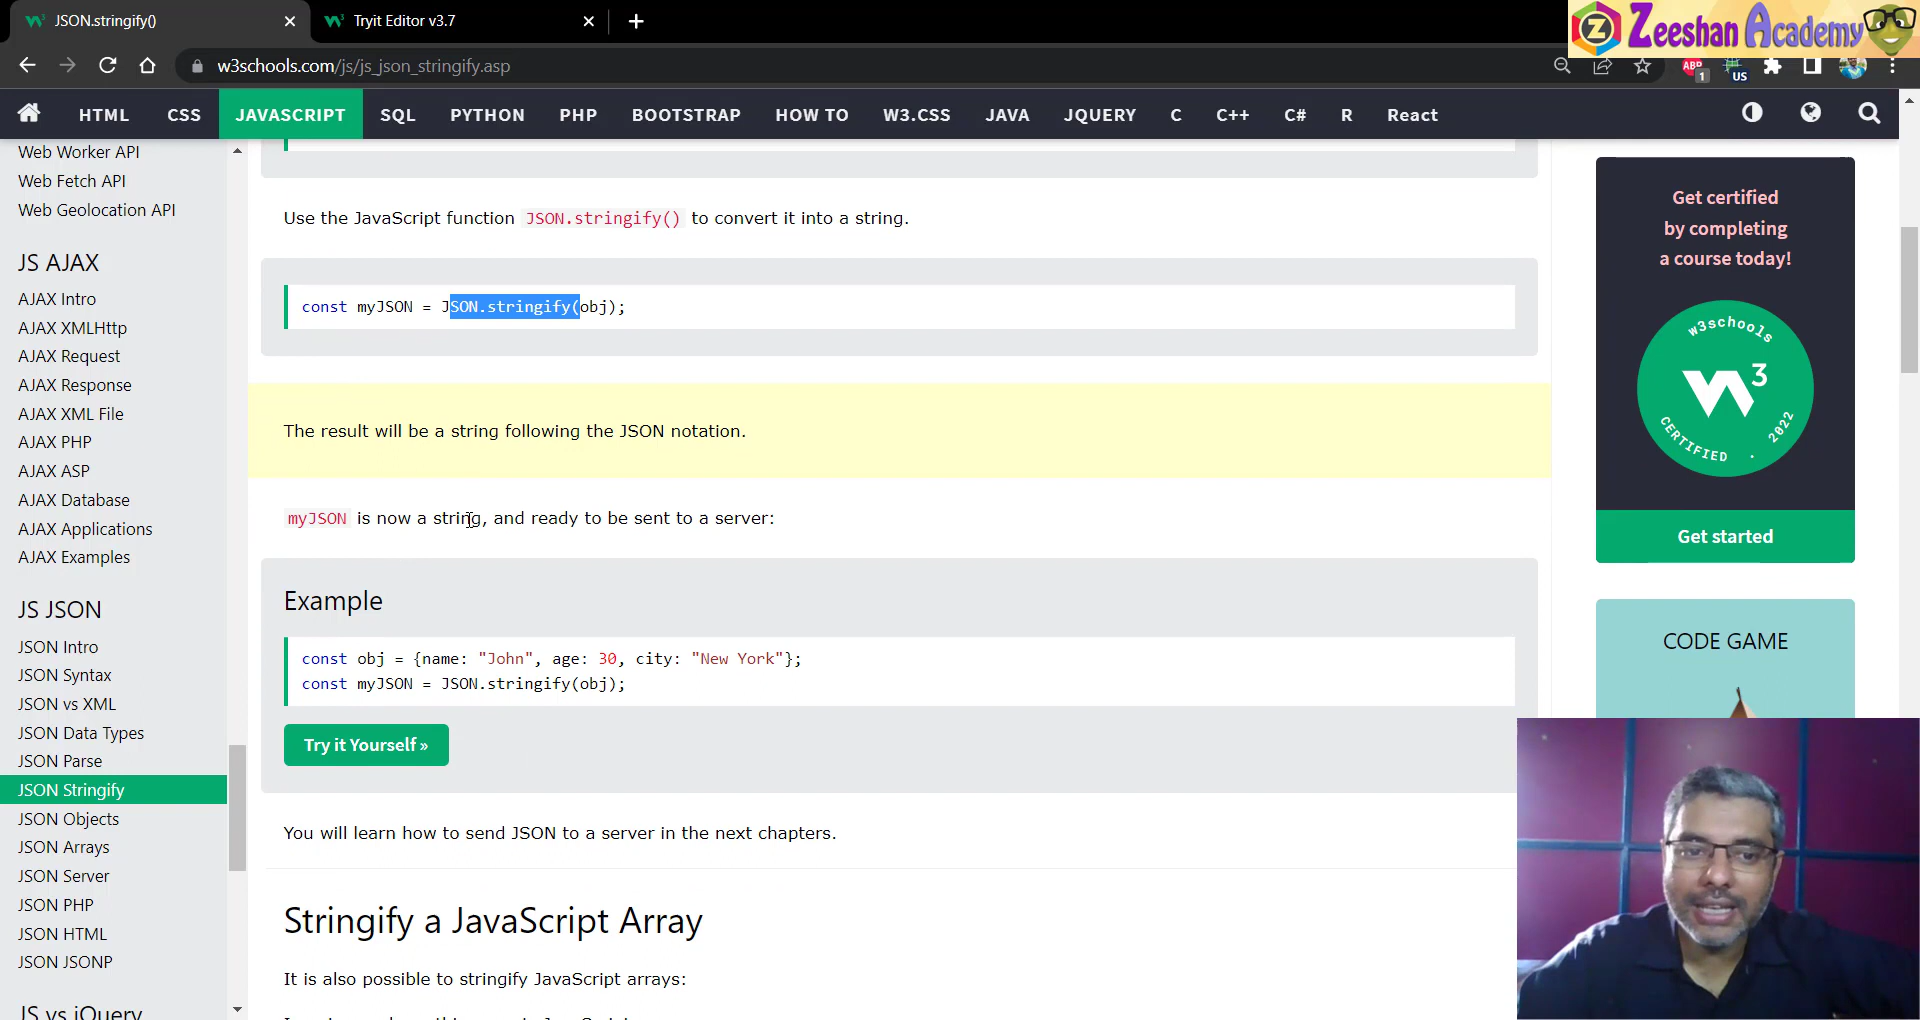 JSON.stringify()
Tryit Editor v3.7
Zeeshan Academy
w3schools.com/js/js_json_stringify.asp
ABP
1
US
HTML
CSS
JAVASCRIPT
SQL
PYTHON
PHP
BOOTSTRAP
HOW TO
W3.CSS
JAVA
JQUERY
C
C++
C#
R
React
Web Worker API
Web Fetch API
Web Geolocation API
JS AJAX
AJAX Intro
AJAX XMLHttp
AJAX Request
AJAX Response
AJAX XML File
AJAX PHP
AJAX ASP
AJAX Database
AJAX Applications
AJAX Examples
JS JSON
JSON Intro
JSON Syntax
JSON vs XML
JSON Data Types
JSON Parse
JSON Stringify
JSON Objects
JSON Arrays
JSON Server
JSON PHP
JSON HTML
JSON JSONP
JS vs jQuery
Use the JavaScript function JSON.stringify() to convert it into a string.
const myJSON = JSON.stringify(obj);
The result will be a string following the JSON notation.
myJSON is now a string, and ready to be sent to a server:
Example
const obj = {name: "John", age: 30, city: "New York"};
const myJSON = JSON.stringify(obj);
Try it Yourself »
You will learn how to send JSON to a server in the next chapters.
Stringify a JavaScript Array
It is also possible to stringify JavaScript arrays:
Get certified
by completing
a course today!
w3schools
W3
CERTIFIED . 2022
Get started
CODE GAME